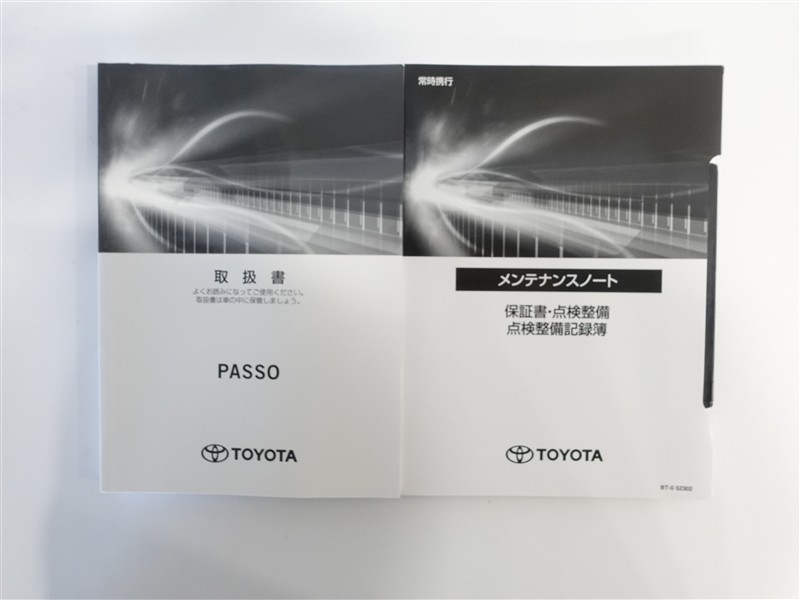 取扱書
よくお読みになってご使用ください。
取扱書は車の中に保管しましょう。
PASSO
TOYOTA
常時携行
メンテナンスノート
保証書・点検整備
点検整備記録簿
TOYOTA